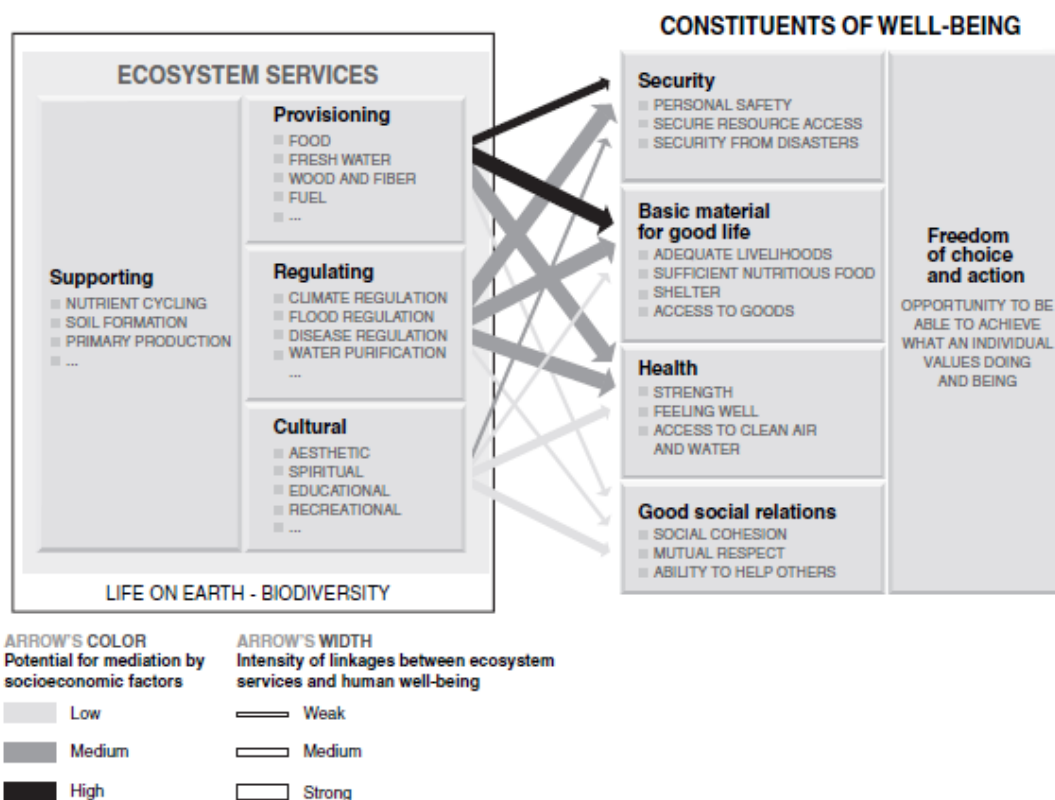 CONSTITUENTS OF WELL-BEING
ECOSYSTEM SERVICES
Supporting
NUTRIENT CYCLING
SOIL FORMATION
PRIMARY PRODUCTION
...
Provisioning
FOOD
FRESH WATER
WOOD AND FIBER
FUEL
...
Regulating
CLIMATE REGULATION
FLOOD REGULATION
DISEASE REGULATION
WATER PURIFICATION
...
Cultural
AESTHETIC
SPIRITUAL
EDUCATIONAL
RECREATIONAL
...
LIFE ON EARTH - BIODIVERSITY
Security
PERSONAL SAFETY
SECURE RESOURCE ACCESS
SECURITY FROM DISASTERS
Basic material
for good life
ADEQUATE LIVELIHOODS
SUFFICIENT NUTRITIOUS FOOD
SHELTER
ACCESS TO GOODS
Health
STRENGTH
FEELING WELL
ACCESS TO CLEAN AIR
AND WATER
Good social relations
SOCIAL COHESION
MUTUAL RESPECT
ABILITY TO HELP OTHERS
Freedom
of choice
and action
OPPORTUNITY TO BE
ABLE TO ACHIEVE
WHAT AN INDIVIDUAL
VALUES DOING
AND BEING
ARROW'S COLOR
Potential for mediation by
socioeconomic factors
Low
Medium
High
ARROW'S WIDTH
Intensity of linkages between ecosystem
services and human well-being
Weak
Medium
Strong